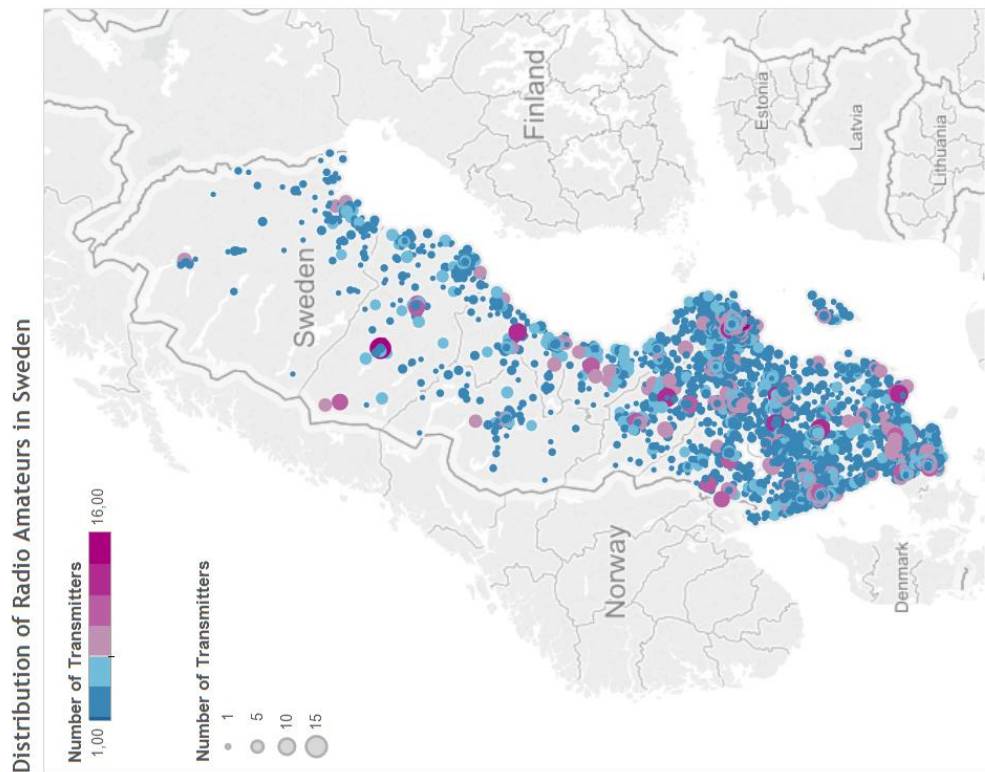 Distribution of Radio Amateurs in Sweden
Number of Transmitters
1,00
16,00
Number of Transmitters
1
5
10
15
Sweden
Finland
Norway
Estonia
Latvia
Lithuania
Denmark